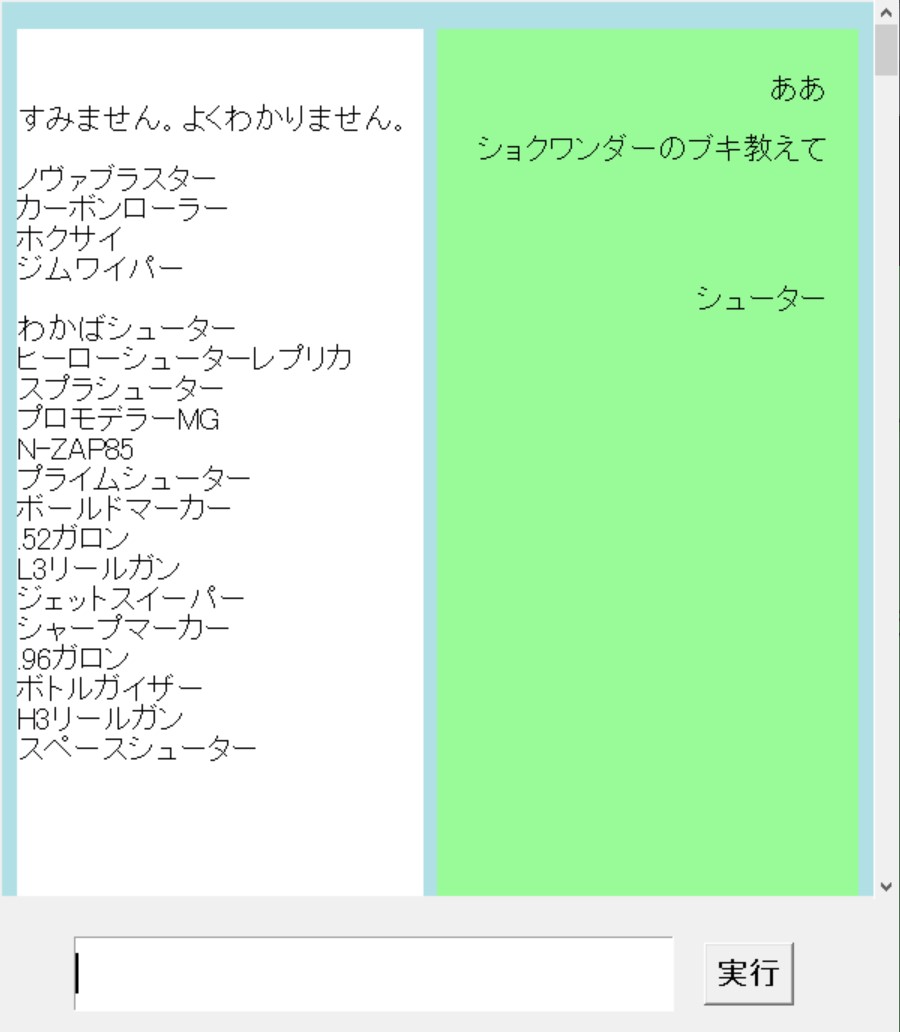 ああ
すみません。よくわかりません。
ショクワンダーのブキ教えて
ノヴァブラスター
カーボンローラー
ホクサイ
ジムワイパー
シューター
わかばシューター
ヒーローシューターレプリカ
スプラシューター
プロモデラーMG
N-ZAP85
プライムシューター
ボールドマーカー
.52ガロン
L3リールガン
ジェットスイーパー
シャープマーカー
.96ガロン
ボトルガイザー
H3リールガン
スペースシューター
実行